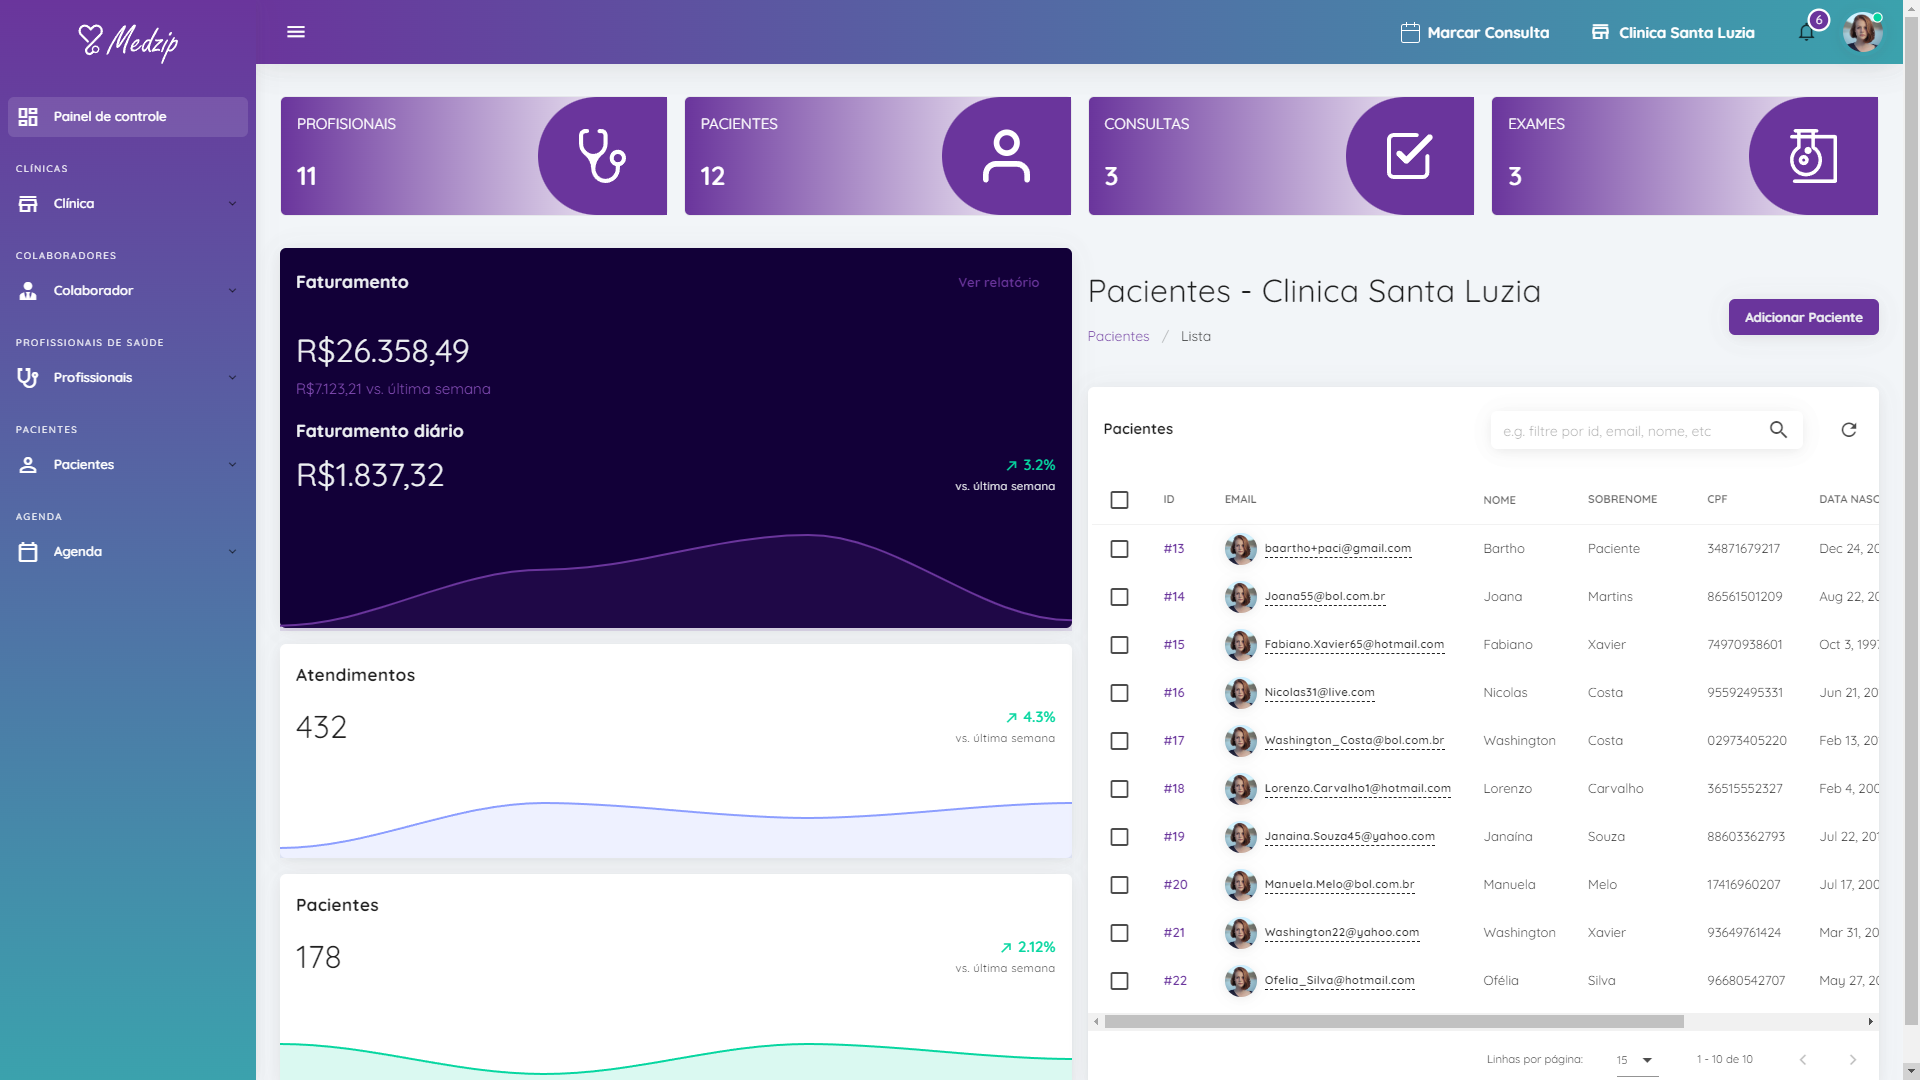 Medzip
Marcar Consulta
Clinica Santa Luzia
6
Painel de controle
CLÍNICAS
Clínica
COLABORADORES
Colaborador
PROFISSIONAIS DE SAÚDE
Profissionais
PACIENTES
Pacientes
AGENDA
Agenda
PROFISIONAIS
11
PACIENTES
12
CONSULTAS
3
EXAMES
3
Faturamento
Ver relatório
R$26.358,49
R$7.123,21 vs. última semana
Faturamento diário
R$1.837,32
3.2%
vs. última semana
Atendimentos
432
4.3%
vs. última semana
Pacientes
178
2.12%
vs. última semana
Pacientes - Clinica Santa Luzia
Pacientes / Lista
Adicionar Paciente
Pacientes
e.g. filtre por id, email, nome, etc
ID EMAIL NOME SOBRENOME CPF DATA NASC
#13 baartho+paci@gmail.com Bartho Paciente 34871679217 Dec 24, 20
#14 Joana55@bol.com.br Joana Martins 86561501209 Aug 22, 20
#15 Fabiano.Xavier65@hotmail.com Fabiano Xavier 74970938601 Oct 3, 199
#16 Nicolas31@live.com Nicolas Costa 95592495331 Jun 21, 20
#17 Washington_Costa@bol.com.br Washington Costa 02973405220 Feb 13, 20
#18 Lorenzo.Carvalho1@hotmail.com Lorenzo Carvalho 36515552327 Feb 4, 200
#19 Janaina.Souza45@yahoo.com Janaína Souza 88603362793 Jul 22, 20
#20 Manuela.Melo@bol.com.br Manuela Melo 17416960207 Jul 17, 200
#21 Washington22@yahoo.com Washington Xavier 93649761424 Mar 31, 20
#22 Ofelia_Silva@hotmail.com Ofélia Silva 96680542707 May 27, 20
Linhas por página: 15 1 - 10 de 10